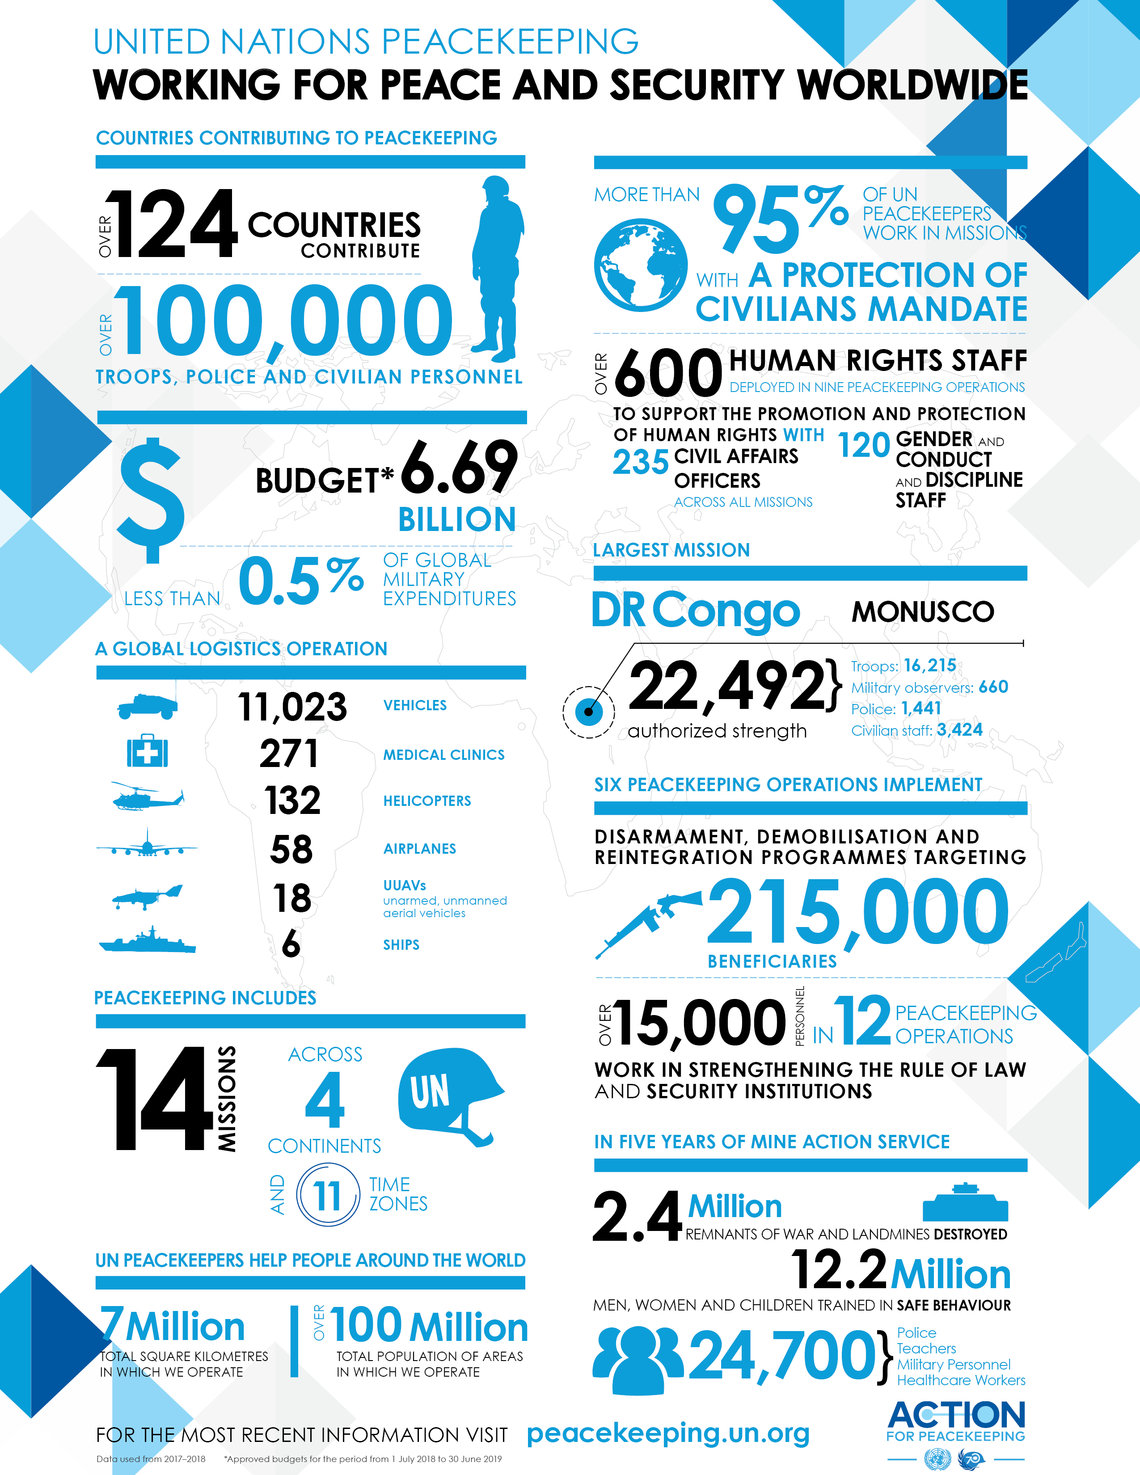 UNITED NATIONS PEACEKEEPING
WORKING FOR PEACE AND SECURITY WORLDWIDE
COUNTRIES CONTRIBUTING TO PEACEKEEPING
OVER 124 COUNTRIES
CONTRIBUTE
OVER 100,000
TROOPS, POLICE AND CIVILIAN PERSONNEL
$
BUDGET* 6.69
BILLION
LESS THAN 0.5%
OF GLOBAL
MILITARY
EXPENDITURES
A GLOBAL LOGISTICS OPERATION
11,023 VEHICLES
271 MEDICAL CLINICS
132 HELICOPTERS
58 AIRPLANES
18 UUAVs
unarmed, unmanned
aerial vehicles
6 SHIPS
PEACEKEEPING INCLUDES
14 MISSIONS
ACROSS
4
CONTINENTS
AND 11 TIME
ZONES
UN
UN PEACEKEEPERS HELP PEOPLE AROUND THE WORLD
7 Million
TOTAL SQUARE KILOMETRES
IN WHICH WE OPERATE
OVER 100 Million
TOTAL POPULATION OF AREAS
IN WHICH WE OPERATE
MORE THAN 95%
OF UN
PEACEKEEPERS
WORK IN MISSIONS
WITH A PROTECTION OF
CIVILIANS MANDATE
OVER 600 HUMAN RIGHTS STAFF
DEPLOYED IN NINE PEACEKEEPING OPERATIONS
TO SUPPORT THE PROMOTION AND PROTECTION
OF HUMAN RIGHTS WITH
235 CIVIL AFFAIRS
OFFICERS
ACROSS ALL MISSIONS
120 GENDER AND
CONDUCT
AND DISCIPLINE
STAFF
LARGEST MISSION
DR Congo MONUSCO
22,492}
authorized strength
Troops: 16,215
Military observers: 660
Police: 1,441
Civilian staff: 3,424
SIX PEACEKEEPING OPERATIONS IMPLEMENT
DISARMAMENT, DEMOBILISATION AND
REINTEGRATION PROGRAMMES TARGETING
215,000
BENEFICIARIES
OVER 15,000 PERSONNEL
IN 12 PEACEKEEPING
OPERATIONS
WORK IN STRENGTHENING THE RULE OF LAW
AND SECURITY INSTITUTIONS
IN FIVE YEARS OF MINE ACTION SERVICE
2.4 Million
REMNANTS OF WAR AND LANDMINES DESTROYED
12.2 Million
MEN, WOMEN AND CHILDREN TRAINED IN SAFE BEHAVIOUR
24,700}
Police
Teachers
Military Personnel
Healthcare Workers
FOR THE MOST RECENT INFORMATION VISIT peacekeeping.un.org
Data used from 2017–2018 *Approved budgets for the period from 1 July 2018 to 30 June 2019
ACTION
FOR PEACEKEEPING
70